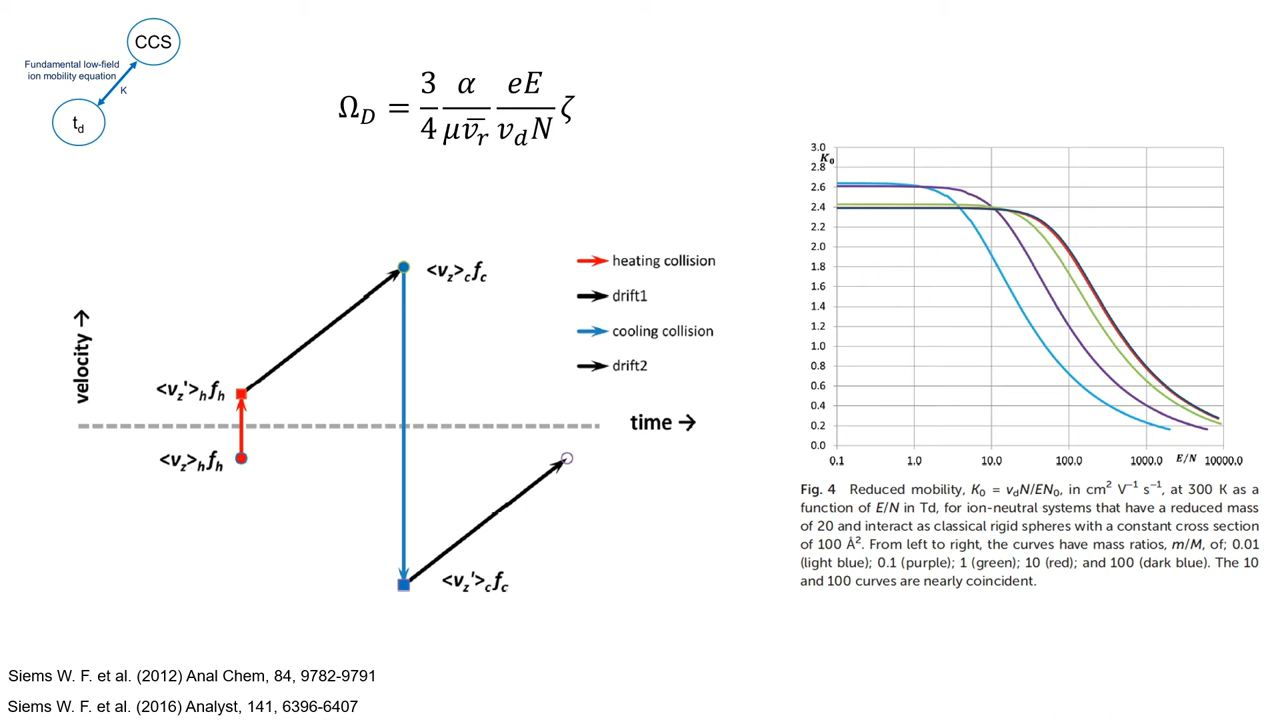 CCS
Fundamental low-field
ion mobility equation
K
t_d
Ω_D = 3/4 α/(μ v̄_r) eE/(v_d N) ζ
<v_z>_c f_c
<v_z'>_h f_h
<v_z>_h f_h
<v_z'>_c f_c
velocity →
time →
heating collision
drift1
cooling collision
drift2
3.0
K₀
2.8
2.6
2.4
2.2
2.0
1.8
1.6
1.4
1.2
1.0
0.8
0.6
0.4
0.2
0.0
0.1 1.0 10.0 100.0 1000.0 E/N 10000.0
Fig. 4 Reduced mobility, K₀ = v_dN/EN₀, in cm² V⁻¹ s⁻¹, at 300 K as a
function of E/N in Td, for ion-neutral systems that have a reduced mass
of 20 and interact as classical rigid spheres with a constant cross section
of 100 Å². From left to right, the curves have mass ratios, m/M, of; 0.01
(light blue); 0.1 (purple); 1 (green); 10 (red); and 100 (dark blue). The 10
and 100 curves are nearly coincident.
Siems W. F. et al. (2012) Anal Chem, 84, 9782-9791
Siems W. F. et al. (2016) Analyst, 141, 6396-6407